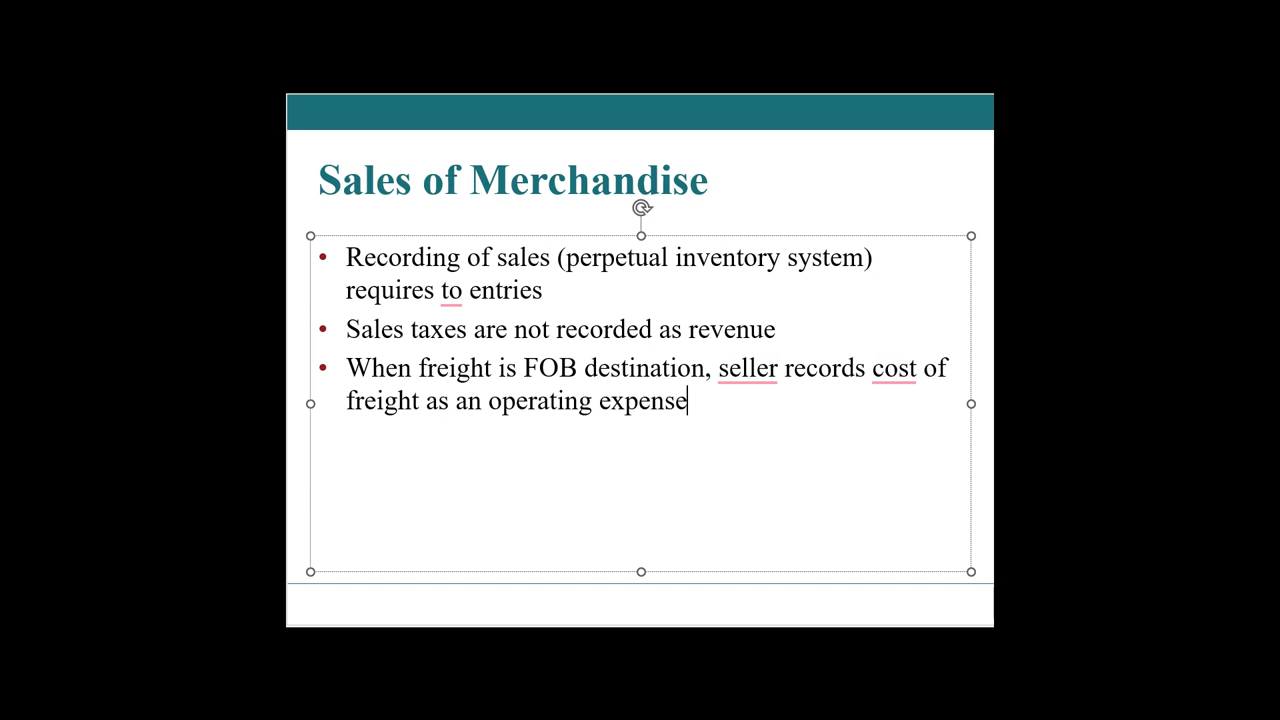 Sales of Merchandise
• Recording of sales (perpetual inventory system)
requires to entries
• Sales taxes are not recorded as revenue
• When freight is FOB destination, seller records cost of
freight as an operating expense